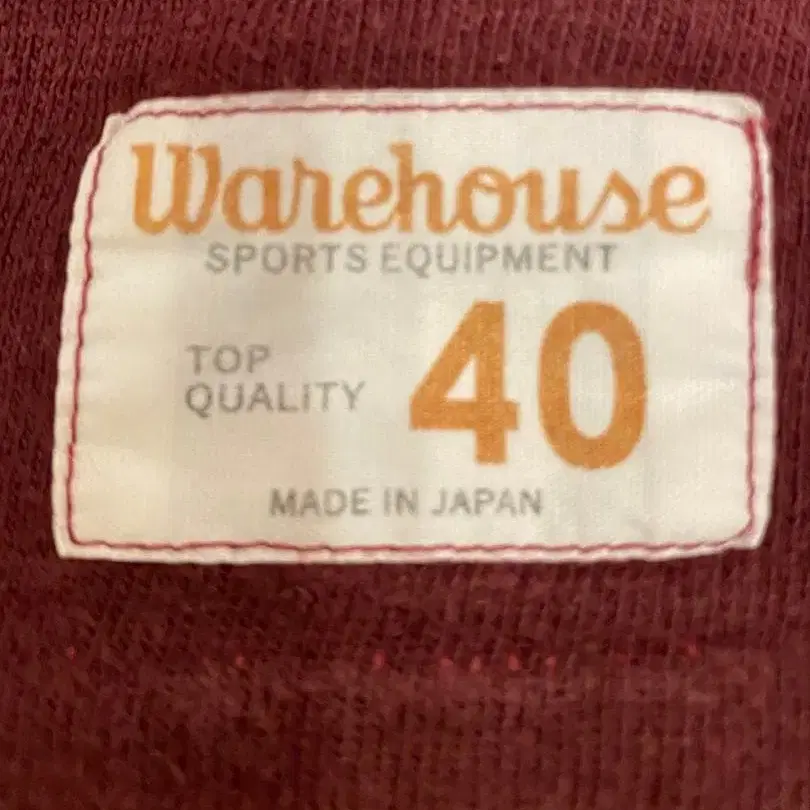 Warehouse
SPORTS EQUIPMENT
TOP
QUALITY
40
MADE IN JAPAN